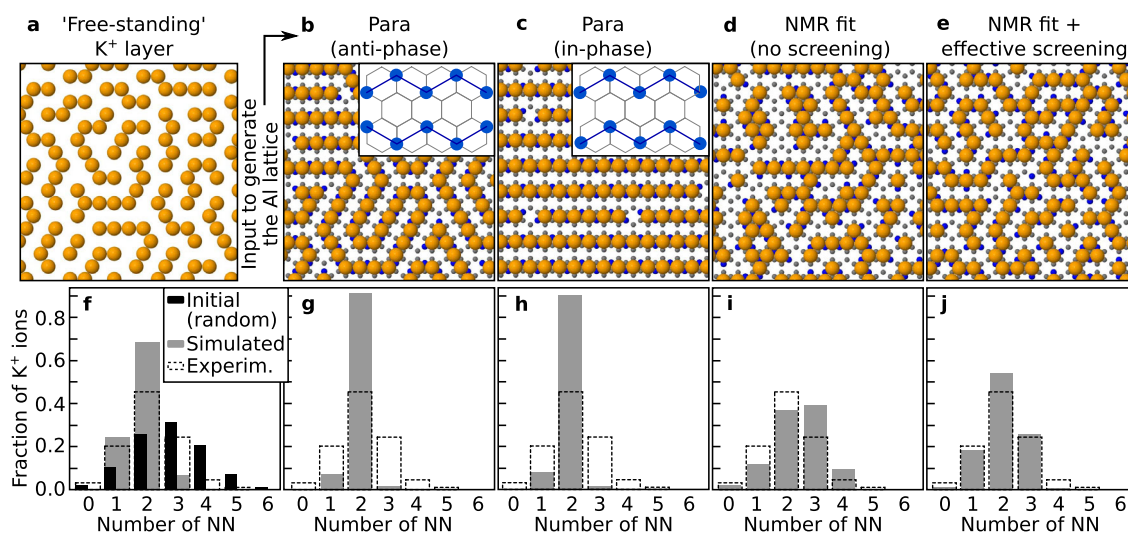 a 'Free-standing'
K⁺ layer
Input to generate
the Al lattice
b Para
(anti-phase)
c Para
(in-phase)
d NMR fit
(no screening)
e NMR fit +
effective screening
f
Initial
(random)
Simulated
Experim.
g
h
i
j
Fraction of K⁺ ions
0.8
0.6
0.4
0.2
0.0
0 1 2 3 4 5 6
Number of NN
0 1 2 3 4 5 6
Number of NN
0 1 2 3 4 5 6
Number of NN
0 1 2 3 4 5 6
Number of NN
0 1 2 3 4 5 6
Number of NN